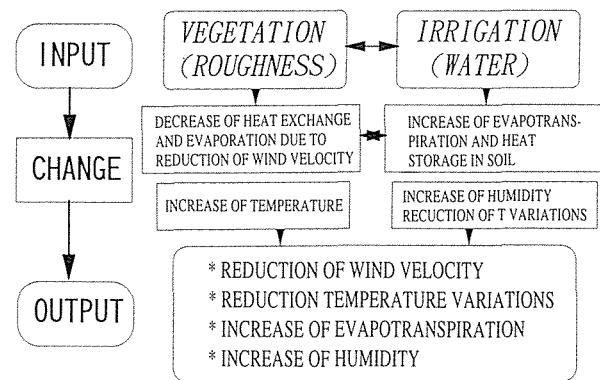 INPUT
CHANGE
OUTPUT
VEGETATION
(ROUGHNESS)
IRRIGATION
(WATER)
DECREASE OF HEAT EXCHANGE
AND EVAPORATION DUE TO
REDUCTION OF WIND VELOCITY
INCREASE OF EVAPOTRANS-
PIRATION AND HEAT
STORAGE IN SOIL
INCREASE OF TEMPERATURE
INCREASE OF HUMIDITY
RECUCTION OF T VARIATIONS
* REDUCTION OF WIND VELOCITY
* REDUCTION TEMPERATURE VARIATIONS
* INCREASE OF EVAPOTRANSPIRATION
* INCREASE OF HUMIDITY